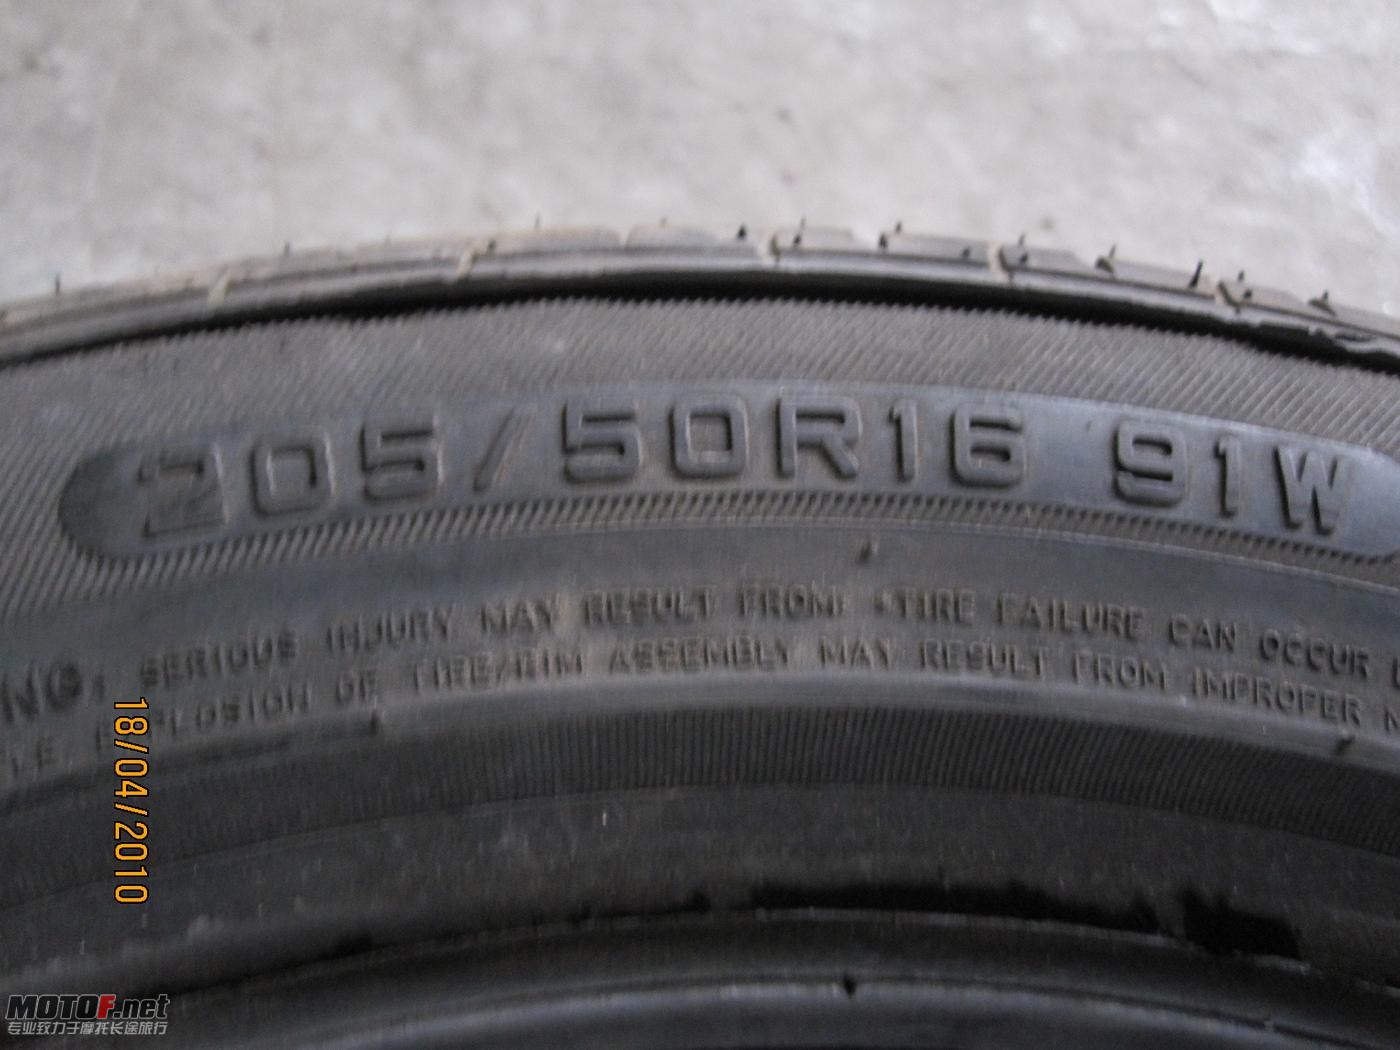 205/50R16 91W
NG: SERIOUS INJURY MAY RESULT FROM: •TIRE FAILURE CAN OCCUR
EXPLOSION OF TIRE/RIM ASSEMBLY MAY RESULT FROM IMPROPER
18/04/2010
MOTOF.net
专业致力于摩托长途旅行